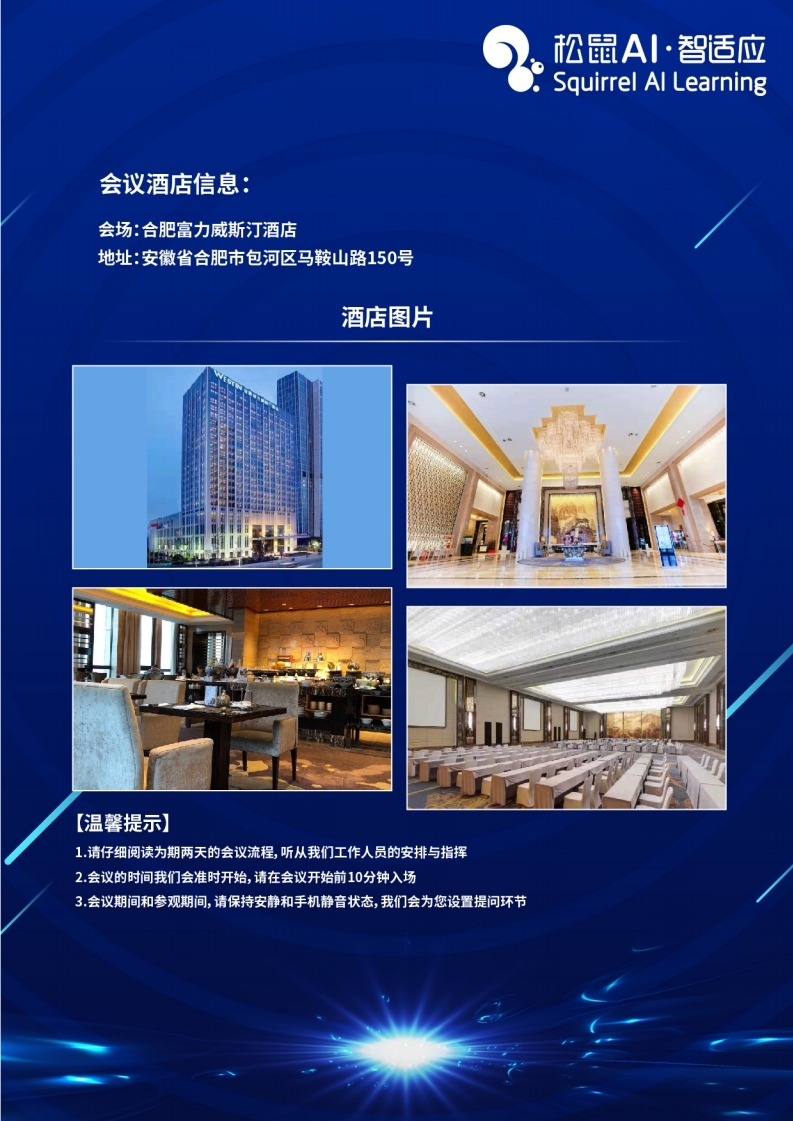 松鼠AI·智适应
Squirrel AI Learning
会议酒店信息：
会场：合肥富力威斯汀酒店
地址：安徽省合肥市包河区马鞍山路150号
酒店图片
WESTIN
【温馨提示】
1.请仔细阅读为期两天的会议流程，听从我们工作人员的安排与指挥
2.会议的时间我们会准时开始，请在会议开始前10分钟入场
3.会议期间和参观期间，请保持安静和手机静音状态，我们会为您设置提问环节